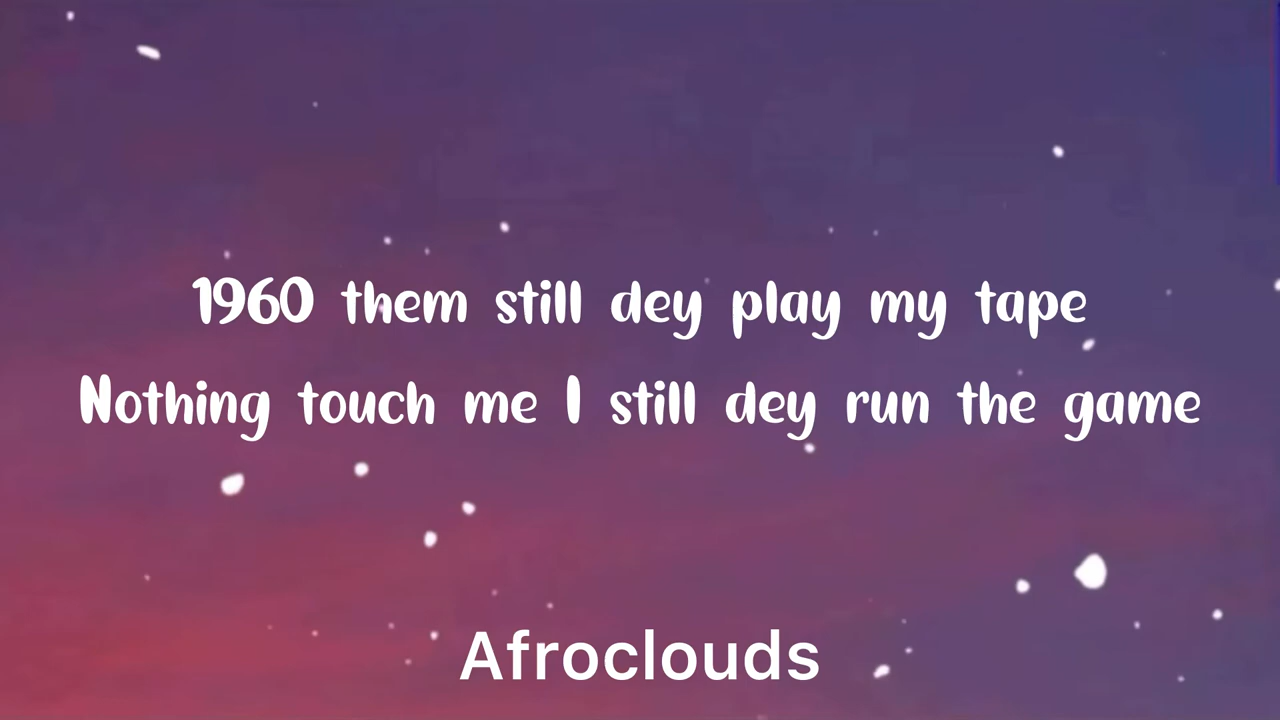 1960 them still dey play my tape
Nothing touch me I still dey run the game
Afroclouds